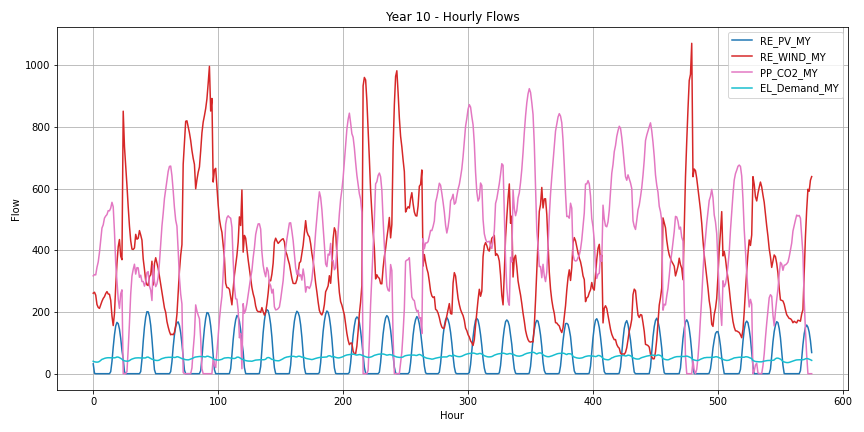 Year 10 - Hourly Flows
RE_PV_MY
RE_WIND_MY
PP_CO2_MY
EL_Demand_MY
1000
800
600
400
200
0
Flow
0 100 200 300 400 500 600
Hour